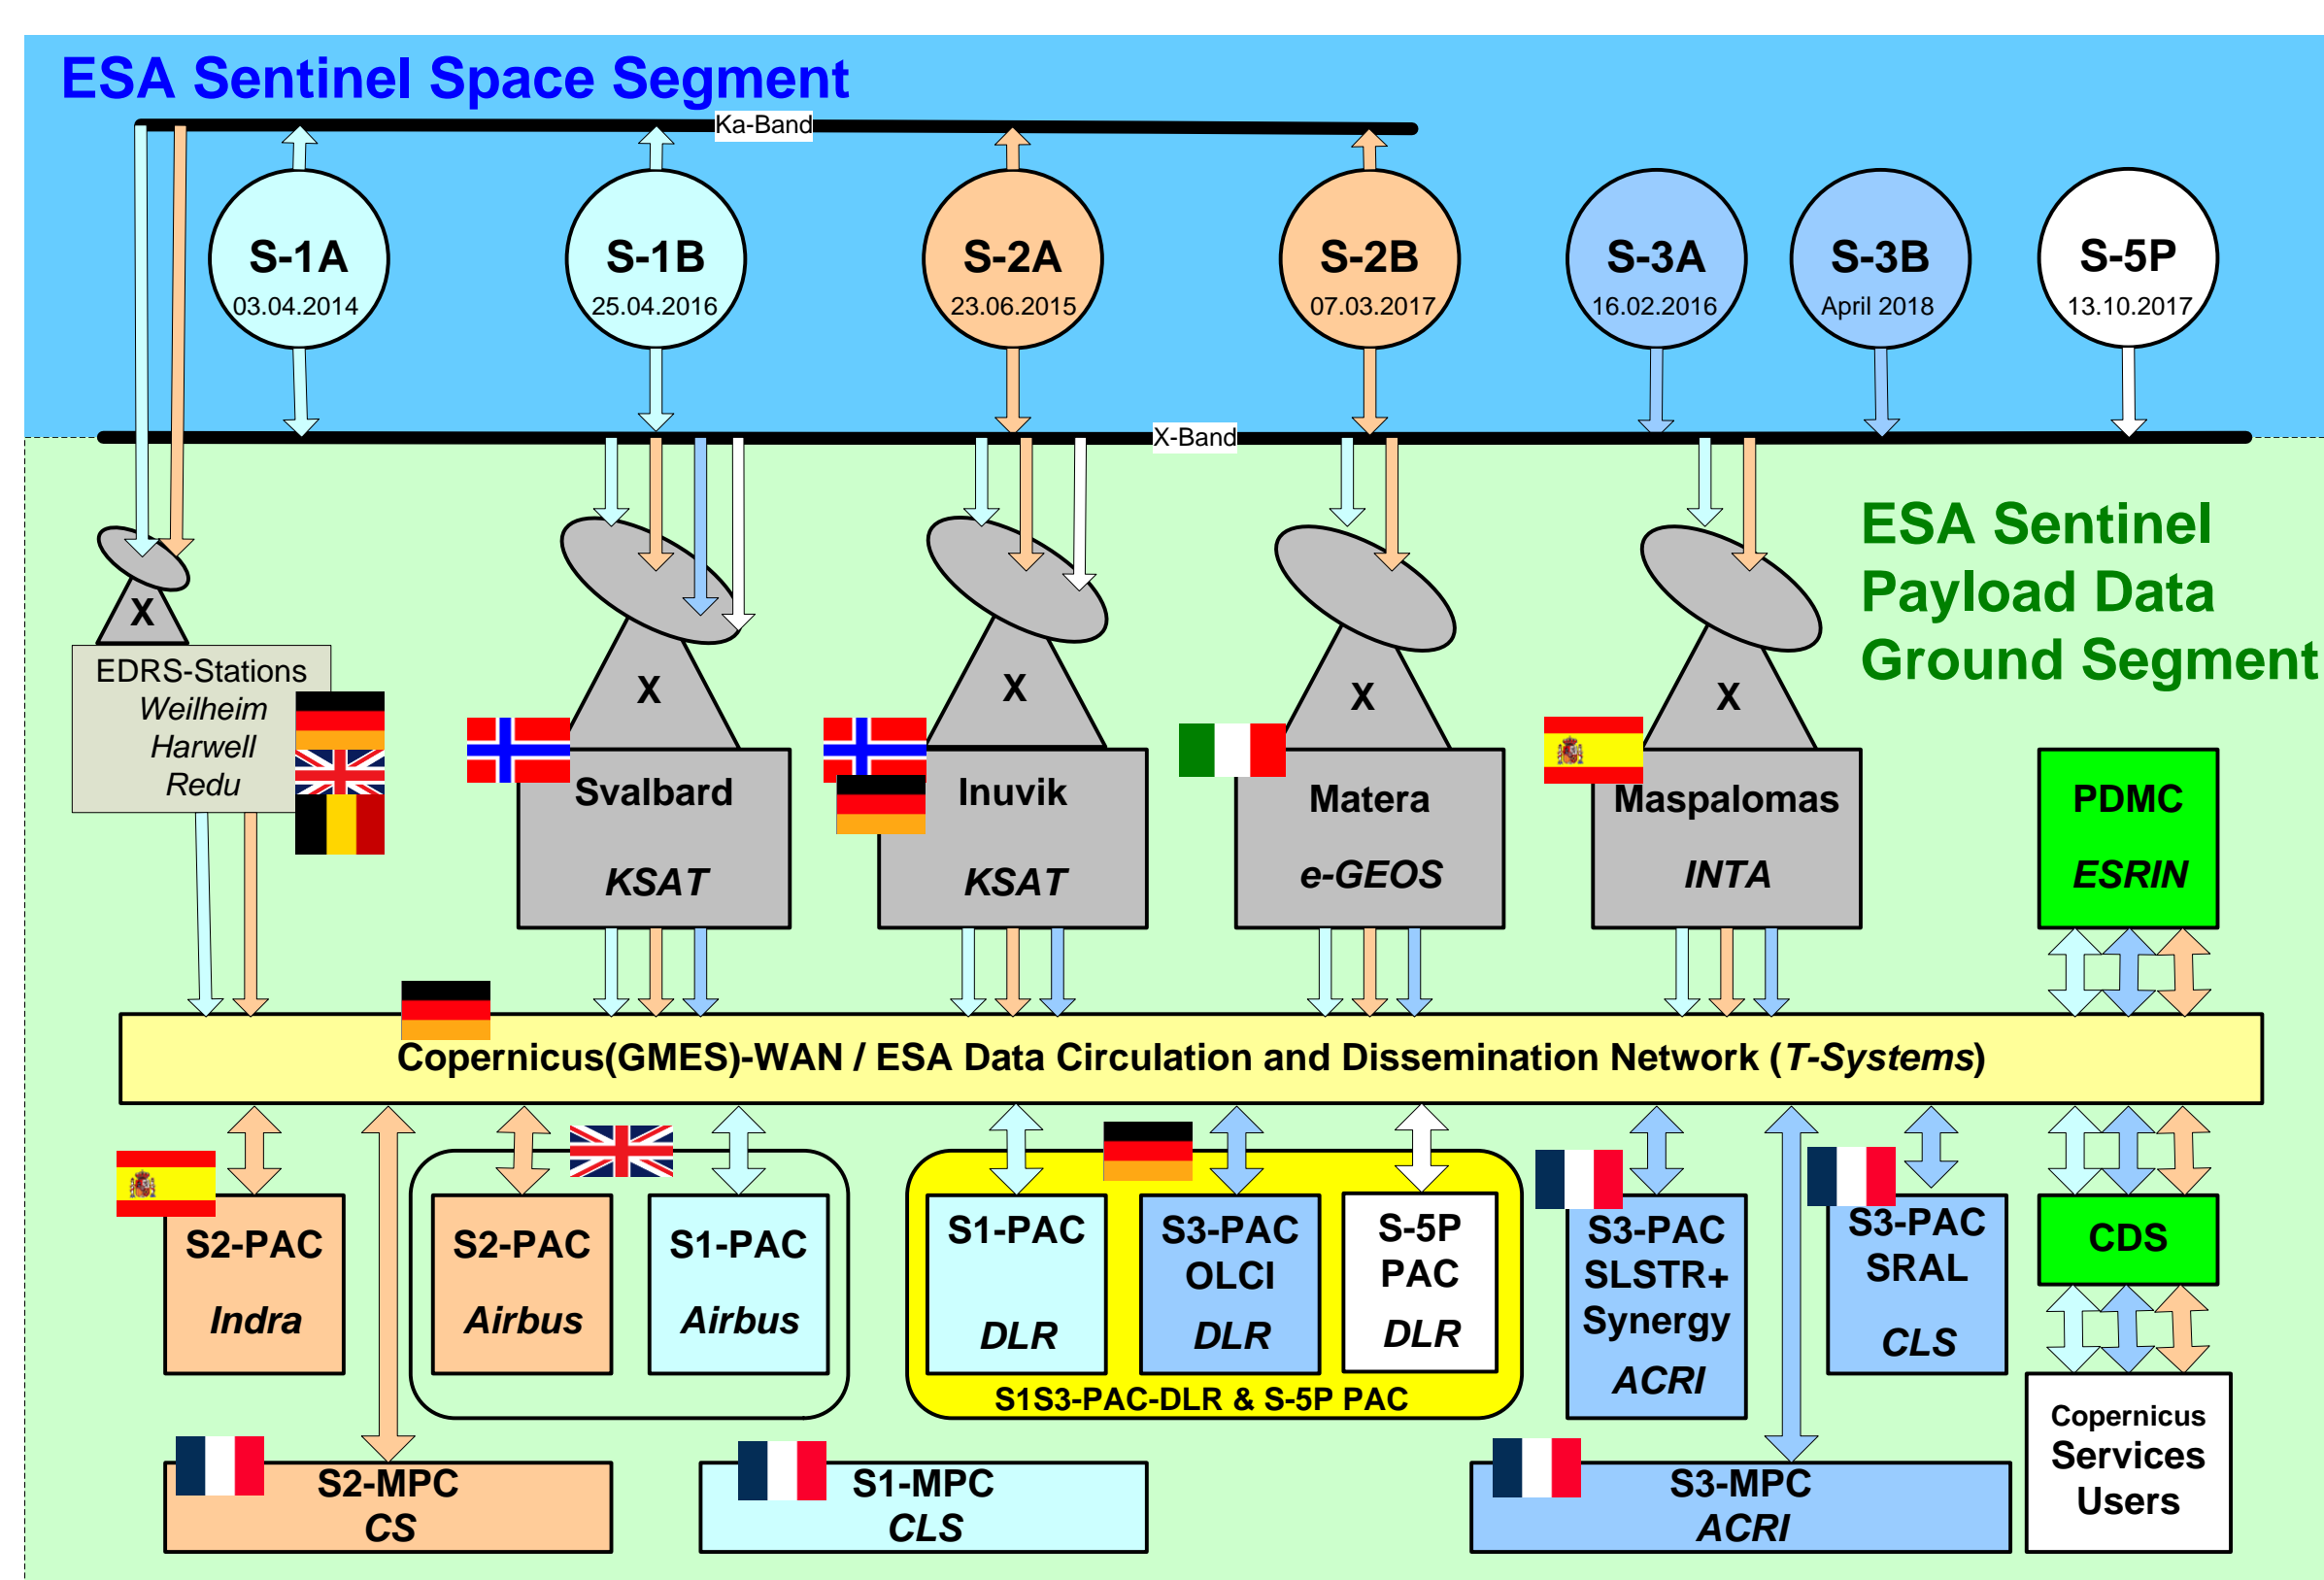 ESA Sentinel Space Segment
Ka-Band
S-1A
03.04.2014
S-1B
25.04.2016
S-2A
23.06.2015
S-2B
07.03.2017
S-3A
16.02.2016
S-3B
April 2018
S-5P
13.10.2017
X-Band
ESA Sentinel
Payload Data
Ground Segment
X
EDRS-Stations
Weilheim
Harwell
Redu
X
Svalbard
KSAT
X
Inuvik
KSAT
X
Matera
e-GEOS
X
Maspalomas
INTA
PDMC
ESRIN
Copernicus(GMES)-WAN / ESA Data Circulation and Dissemination Network (T-Systems)
S2-PAC
Indra
S2-PAC
Airbus
S1-PAC
Airbus
S1-PAC
DLR
S3-PAC
OLCI
DLR
S-5P
PAC
DLR
S1S3-PAC-DLR & S-5P PAC
S3-PAC
SLSTR+
Synergy
ACRI
S3-PAC
SRAL
CLS
CDS
Copernicus
Services
Users
S2-MPC
CS
S1-MPC
CLS
S3-MPC
ACRI